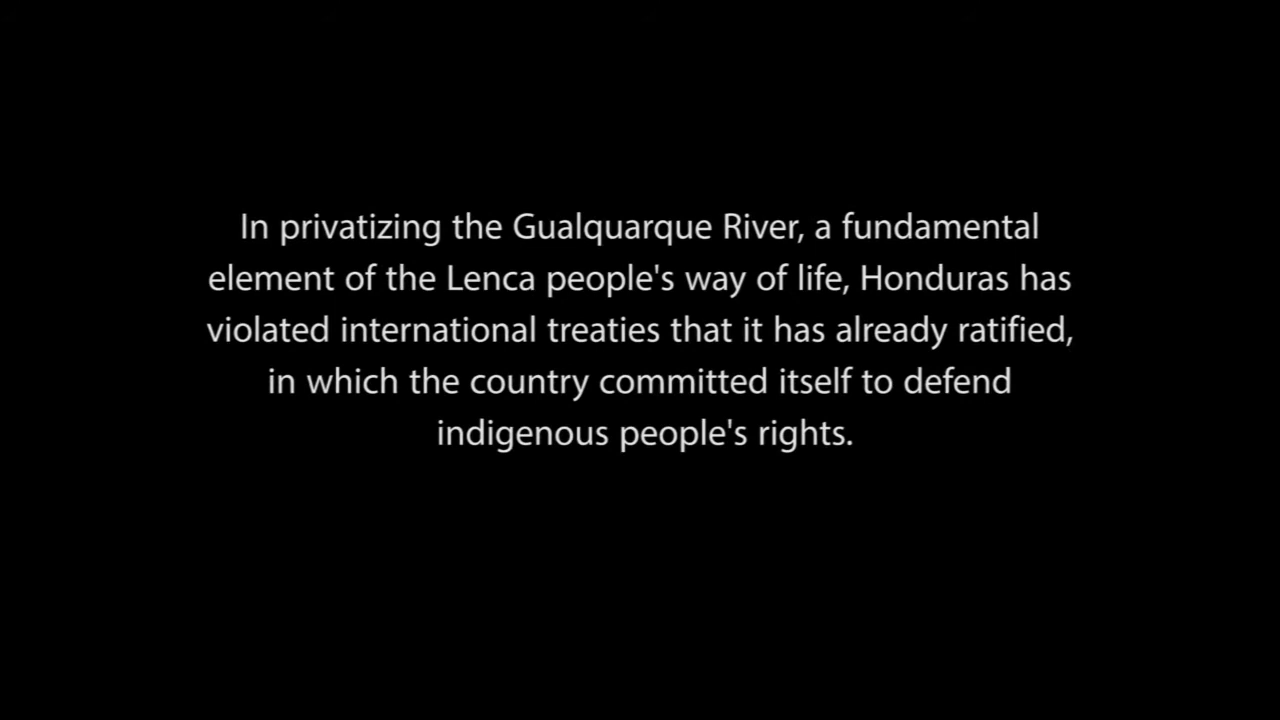 In privatizing the Gualquarque River, a fundamental
element of the Lenca people's way of life, Honduras has
violated international treaties that it has already ratified,
in which the country committed itself to defend
indigenous people's rights.